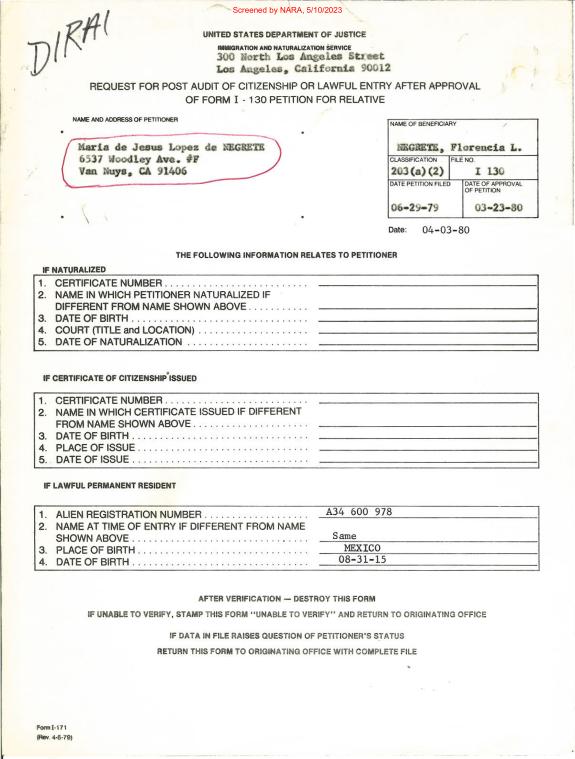 Screened by NARA, 5/10/2023
DIRAI
UNITED STATES DEPARTMENT OF JUSTICE
IMMIGRATION AND NATURALIZATION SERVICE
300 North Los Angeles Street
Los Angeles, California 90012
REQUEST FOR POST AUDIT OF CITIZENSHIP OR LAWFUL ENTRY AFTER APPROVAL
OF FORM I - 130 PETITION FOR RELATIVE
NAME AND ADDRESS OF PETITIONER
Maria de Jesus Lopez de NEGRETE
6537 Woodley Ave. #F
Van Nuys, CA 91406
NAME OF BENEFICIARY
NEGRETE, Florencia L.
CLASSIFICATION FILE NO.
203(a)(2) I 130
DATE PETITION FILED DATE OF APPROVAL OF PETITION
06-29-79 03-23-80
Date: 04-03-80
THE FOLLOWING INFORMATION RELATES TO PETITIONER
IF NATURALIZED
1. CERTIFICATE NUMBER
2. NAME IN WHICH PETITIONER NATURALIZED IF
DIFFERENT FROM NAME SHOWN ABOVE
3. DATE OF BIRTH
4. COURT (TITLE and LOCATION)
5. DATE OF NATURALIZATION
IF CERTIFICATE OF CITIZENSHIP ISSUED
1. CERTIFICATE NUMBER
2. NAME IN WHICH CERTIFICATE ISSUED IF DIFFERENT
FROM NAME SHOWN ABOVE
3. DATE OF BIRTH
4. PLACE OF ISSUE
5. DATE OF ISSUE
IF LAWFUL PERMANENT RESIDENT
1. ALIEN REGISTRATION NUMBER A34 600 978
2. NAME AT TIME OF ENTRY IF DIFFERENT FROM NAME
SHOWN ABOVE Same
3. PLACE OF BIRTH MEXICO
4. DATE OF BIRTH 08-31-15
AFTER VERIFICATION — DESTROY THIS FORM
IF UNABLE TO VERIFY, STAMP THIS FORM "UNABLE TO VERIFY" AND RETURN TO ORIGINATING OFFICE
IF DATA IN FILE RAISES QUESTION OF PETITIONER'S STATUS
RETURN THIS FORM TO ORIGINATING OFFICE WITH COMPLETE FILE
Form I-171
(Rev. 4-5-79)